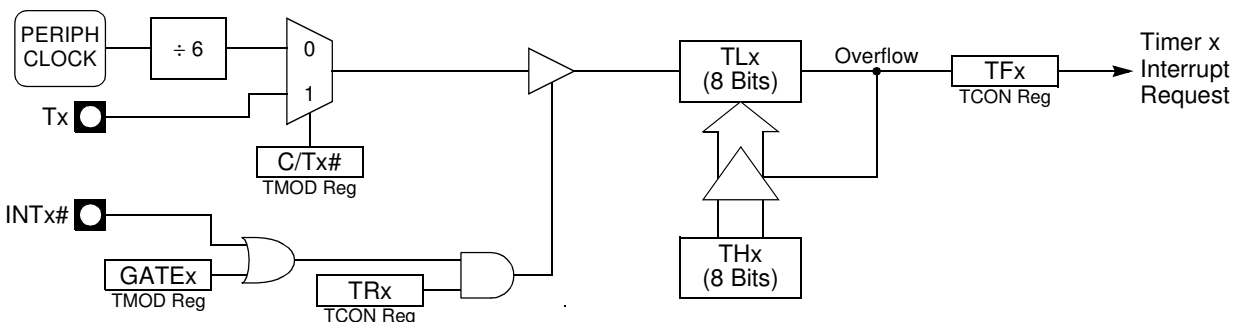 PERIPH
CLOCK
÷ 6
0
1
Tx
C/Tx#
TMOD Reg
TLx
(8 Bits)
Overflow
TFx
TCON Reg
Timer x
Interrupt
Request
INTx#
GATEx
TMOD Reg
TRx
TCON Reg
THx
(8 Bits)